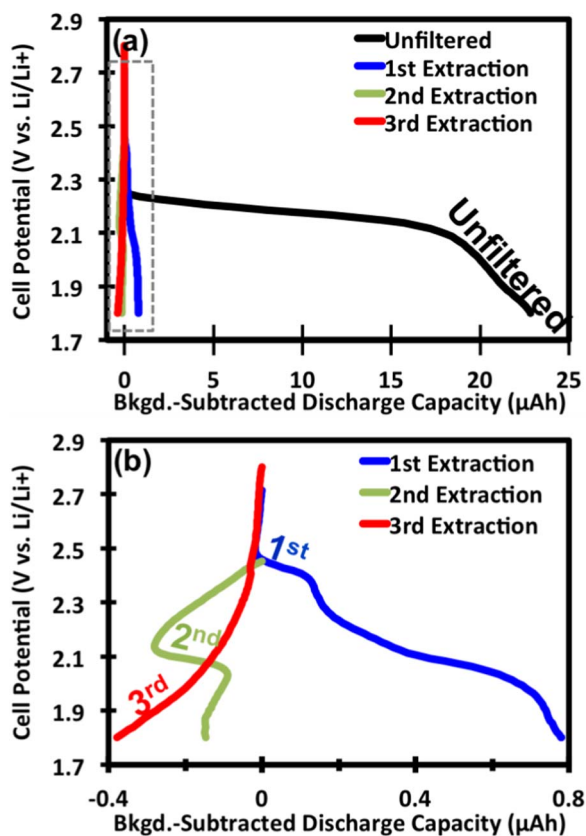 (a)
Unfiltered
1st Extraction
2nd Extraction
3rd Extraction
Cell Potential (V vs. Li/Li+)
2.9
2.7
2.5
2.3
2.1
1.9
1.7
Unfiltered
0 5 10 15 20 25
Bkgd.-Subtracted Discharge Capacity (µAh)
(b)
1st Extraction
2nd Extraction
3rd Extraction
Cell Potential (V vs. Li/Li+)
2.9
2.7
2.5
2.3
2.1
1.9
1.7
1st
2nd
3rd
-0.4 0 0.4 0.8
Bkgd.-Subtracted Discharge Capacity (µAh)